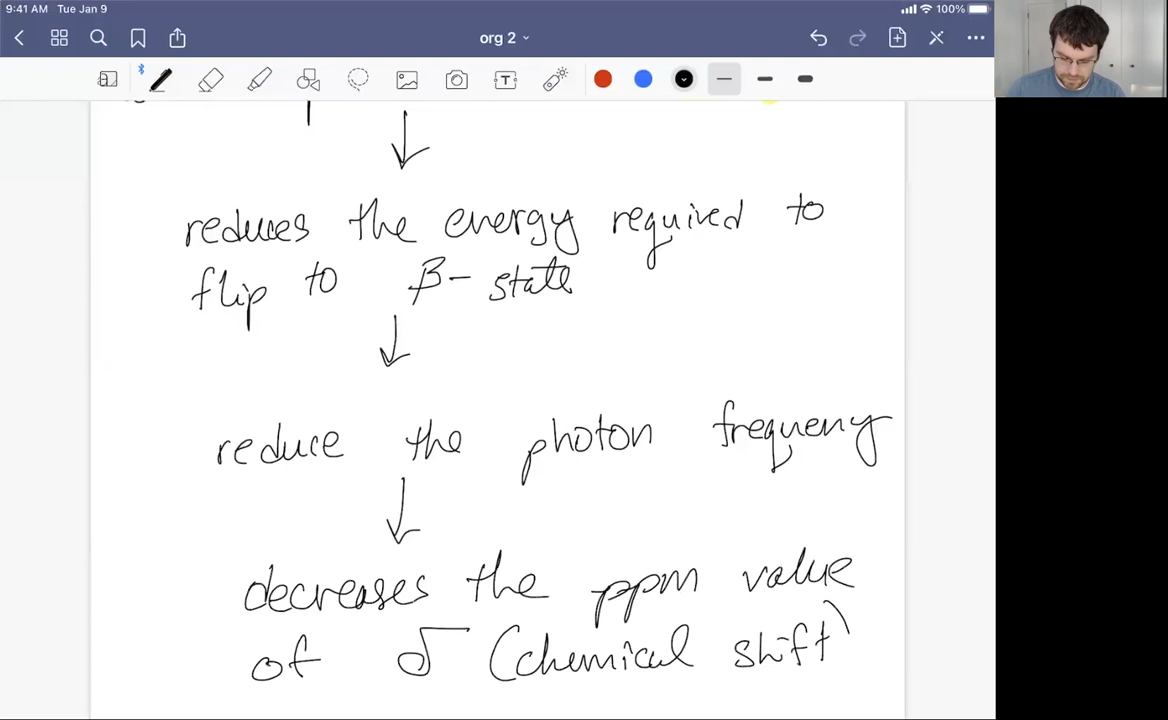 9:41 AM Tue Jan 9
100%
org 2
T
reduces the energy required to
flip to β- state
reduce the photon frequency
decreases the ppm value
of δ (chemical shift)